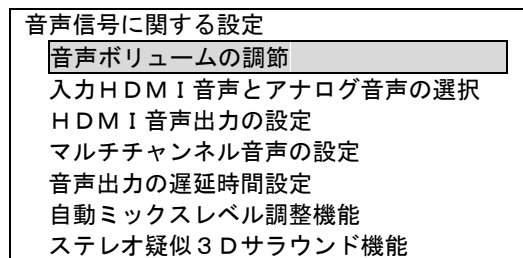 音声信号に関する設定
音声ボリュームの調節
入力ＨＤＭＩ音声とアナログ音声の選択
ＨＤＭＩ音声出力の設定
マルチチャンネル音声の設定
音声出力の遅延時間設定
自動ミックスレベル調整機能
ステレオ疑似３Ｄサラウンド機能